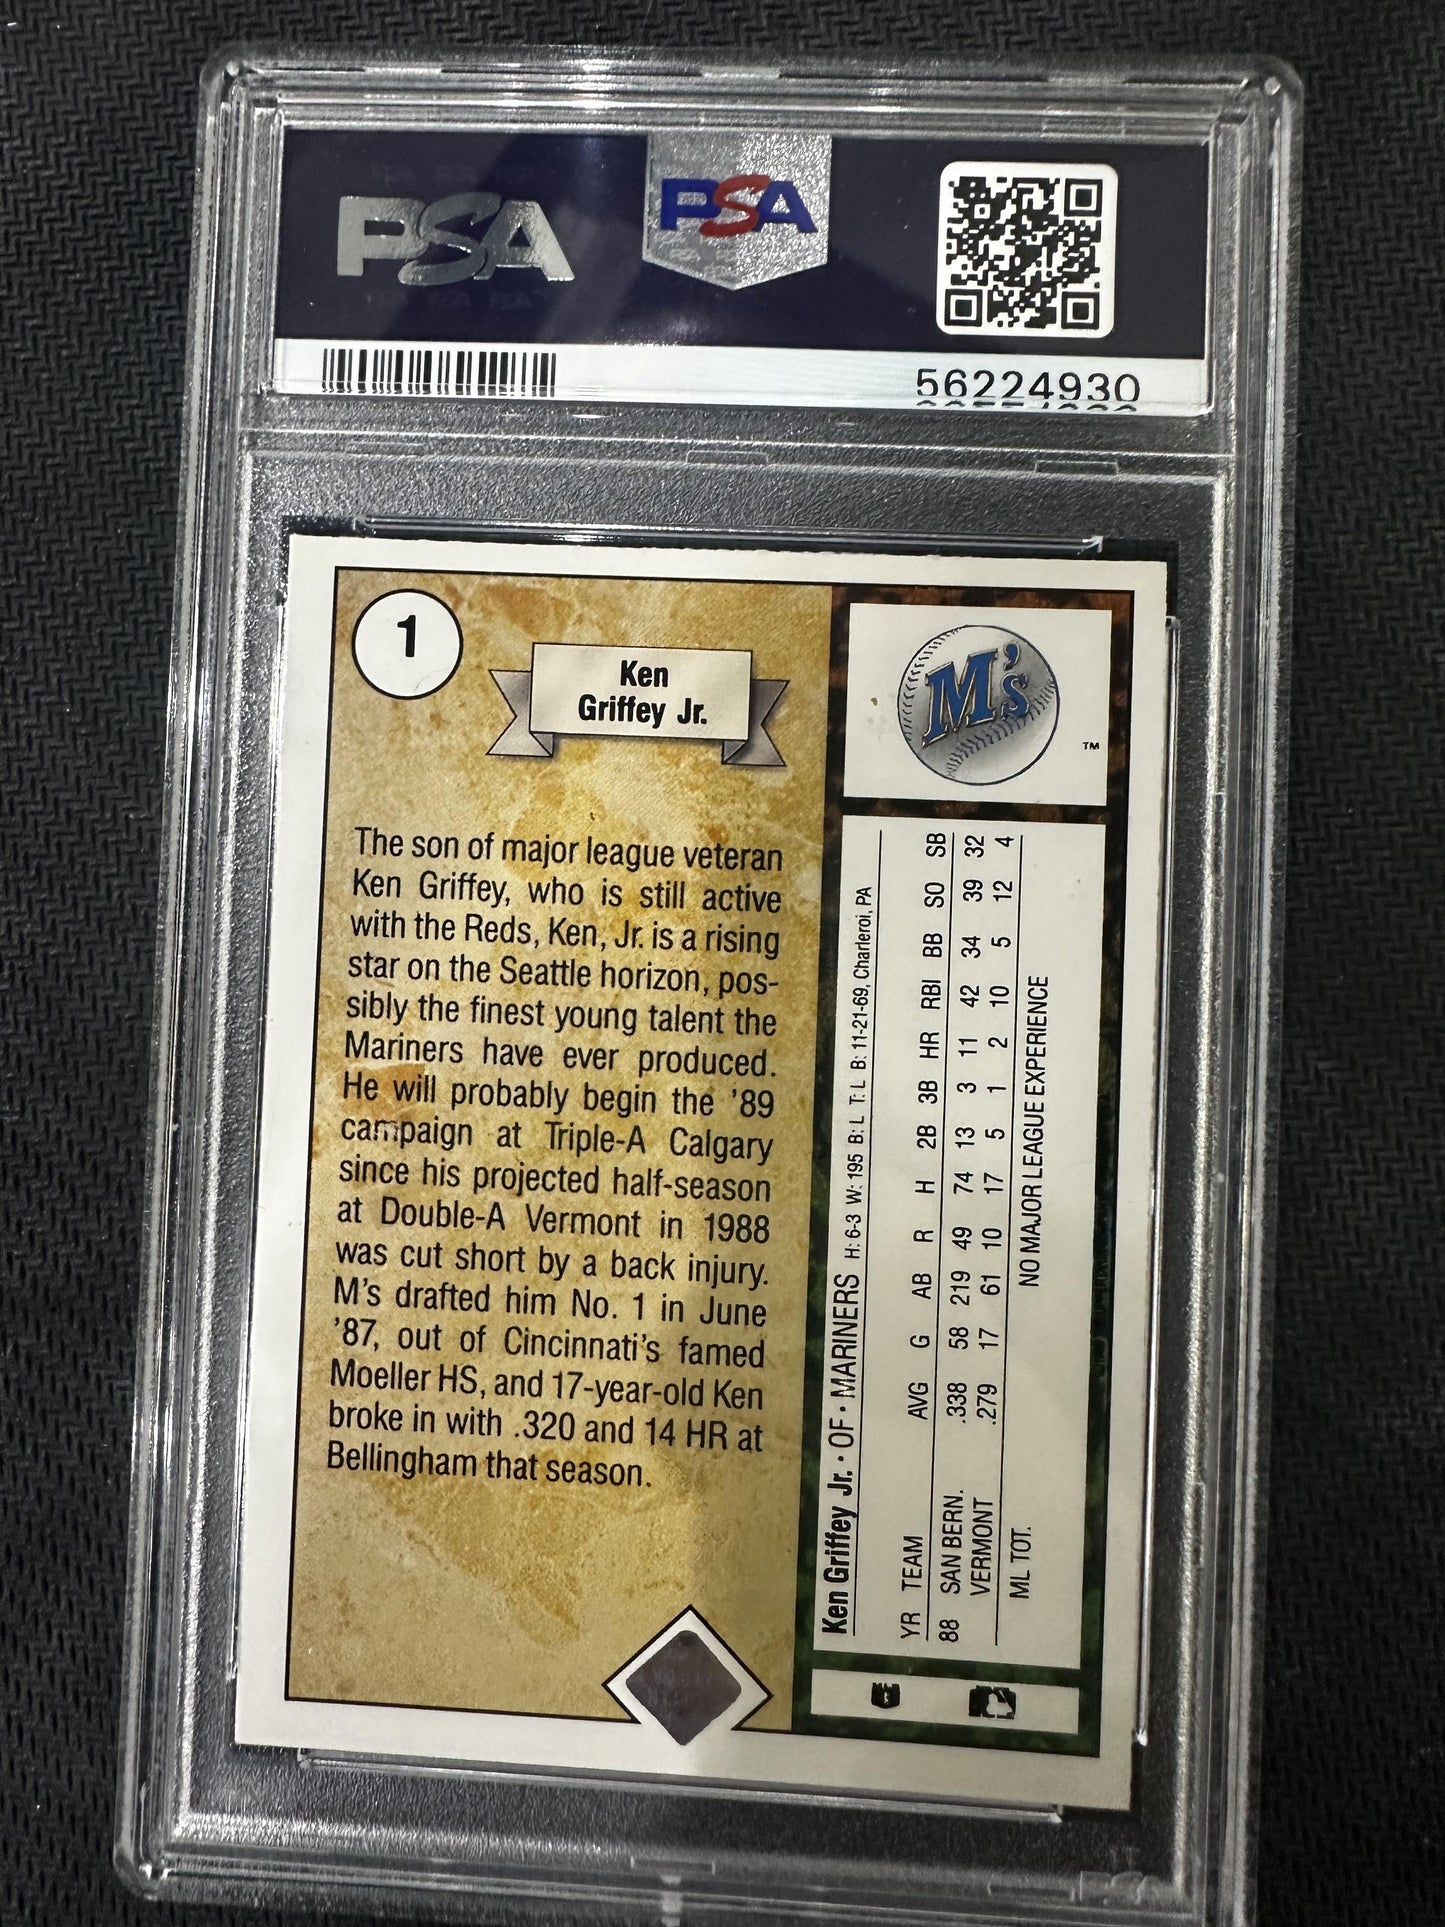 PSA
PSA
56224930
1
Ken
Griffey Jr.
M's
TM
The son of major league veteran
Ken Griffey, who is still active
with the Reds, Ken, Jr. is a rising
star on the Seattle horizon, pos-
sibly the finest young talent the
Mariners have ever produced.
He will probably begin the '89
campaign at Triple-A Calgary
since his projected half-season
at Double-A Vermont in 1988
was cut short by a back injury.
M's drafted him No. 1 in June
'87, out of Cincinnati's famed
Moeller HS, and 17-year-old Ken
broke in with .320 and 14 HR at
Bellingham that season.
Ken Griffey Jr. • OF • MARINERS H: 6-3 W: 195 B: L T: L B: 11-21-69, Charleroi, PA
YR TEAM AVG G AB R H 2B 3B HR RBI BB SO SB
88 SAN BERN. .338 58 219 49 74 13 3 11 42 34 39 32
VERMONT .279 17 61 10 17 5 1 2 10 5 12 4
ML TOT. NO MAJOR LEAGUE EXPERIENCE